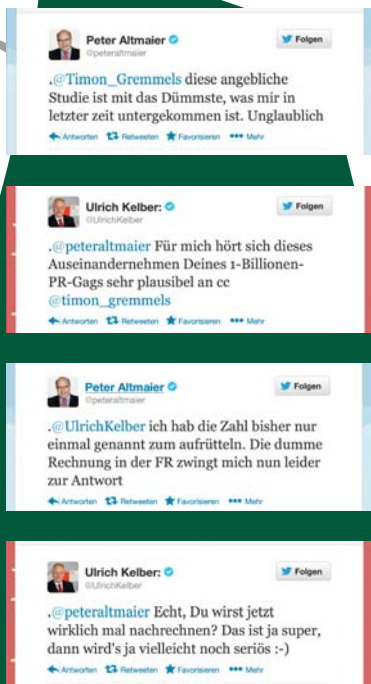 Peter Altmaier
@peteraltmaier
Folgen
.@Timon_Gremmels diese angebliche
Studie ist mit das Dümmste, was mir in
letzter zeit untergekommen ist. Unglaublich
Antworten Retweeten Favorisieren Mehr
Ulrich Kelber:
@UlrichKelber
Folgen
.@peteraltmaier Für mich hört sich dieses
Auseinandernehmen Deines 1-Billionen-
PR-Gags sehr plausibel an cc
@timon_gremmels
Antworten Retweeten Favorisieren Mehr
Peter Altmaier
@peteraltmaier
Folgen
.@UlrichKelber ich hab die Zahl bisher nur
einmal genannt zum aufrütteln. Die dumme
Rechnung in der FR zwingt mich nun leider
zur Antwort
Antworten Retweeten Favorisieren Mehr
Ulrich Kelber:
@UlrichKelber
Folgen
.@peteraltmaier Echt, Du wirst jetzt
wirklich mal nachrechnen? Das ist ja super,
dann wird's ja vielleicht noch seriös :-)
Antworten Retweeten Favorisieren Mehr